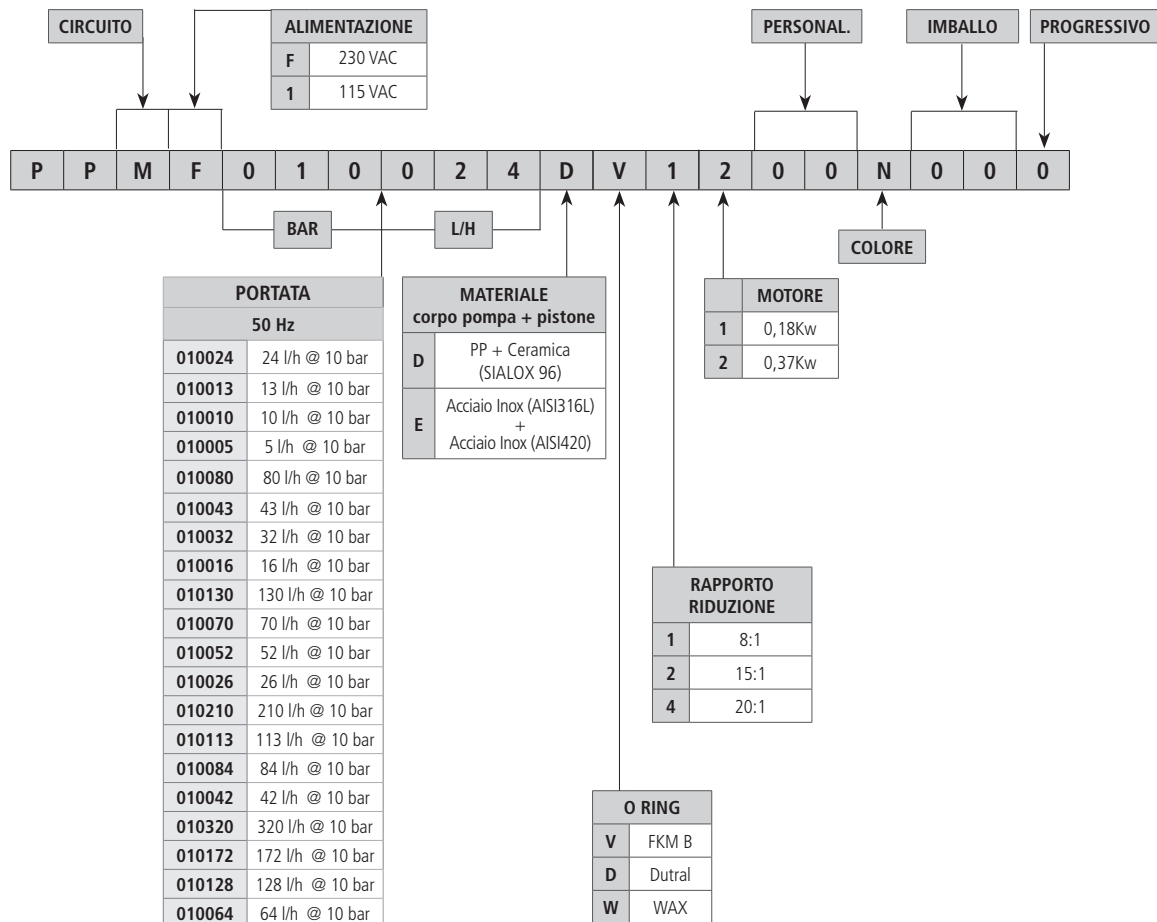 CIRCUITO
ALIMENTAZIONE
F 230 VAC
1 115 VAC
PERSONAL.
IMBALLO
PROGRESSIVO
P P M F 0 1 0 0 2 4 D V 1 2 0 0 N 0 0 0
BAR
L/H
COLORE
PORTATA
50 Hz
010024 24 l/h @ 10 bar
010013 13 l/h @ 10 bar
010010 10 l/h @ 10 bar
010005 5 l/h @ 10 bar
010080 80 l/h @ 10 bar
010043 43 l/h @ 10 bar
010032 32 l/h @ 10 bar
010016 16 l/h @ 10 bar
010130 130 l/h @ 10 bar
010070 70 l/h @ 10 bar
010052 52 l/h @ 10 bar
010026 26 l/h @ 10 bar
010210 210 l/h @ 10 bar
010113 113 l/h @ 10 bar
010084 84 l/h @ 10 bar
010042 42 l/h @ 10 bar
010320 320 l/h @ 10 bar
010172 172 l/h @ 10 bar
010128 128 l/h @ 10 bar
010064 64 l/h @ 10 bar
MATERIALE
corpo pompa + pistone
D PP + Ceramica
(SIALOX 96)
E Acciaio Inox (AISI316L)
+
Acciaio Inox (AISI420)
MOTORE
1 0,18Kw
2 0,37Kw
RAPPORTO
RIDUZIONE
1 8:1
2 15:1
4 20:1
O RING
V FKM B
D Dutral
W WAX